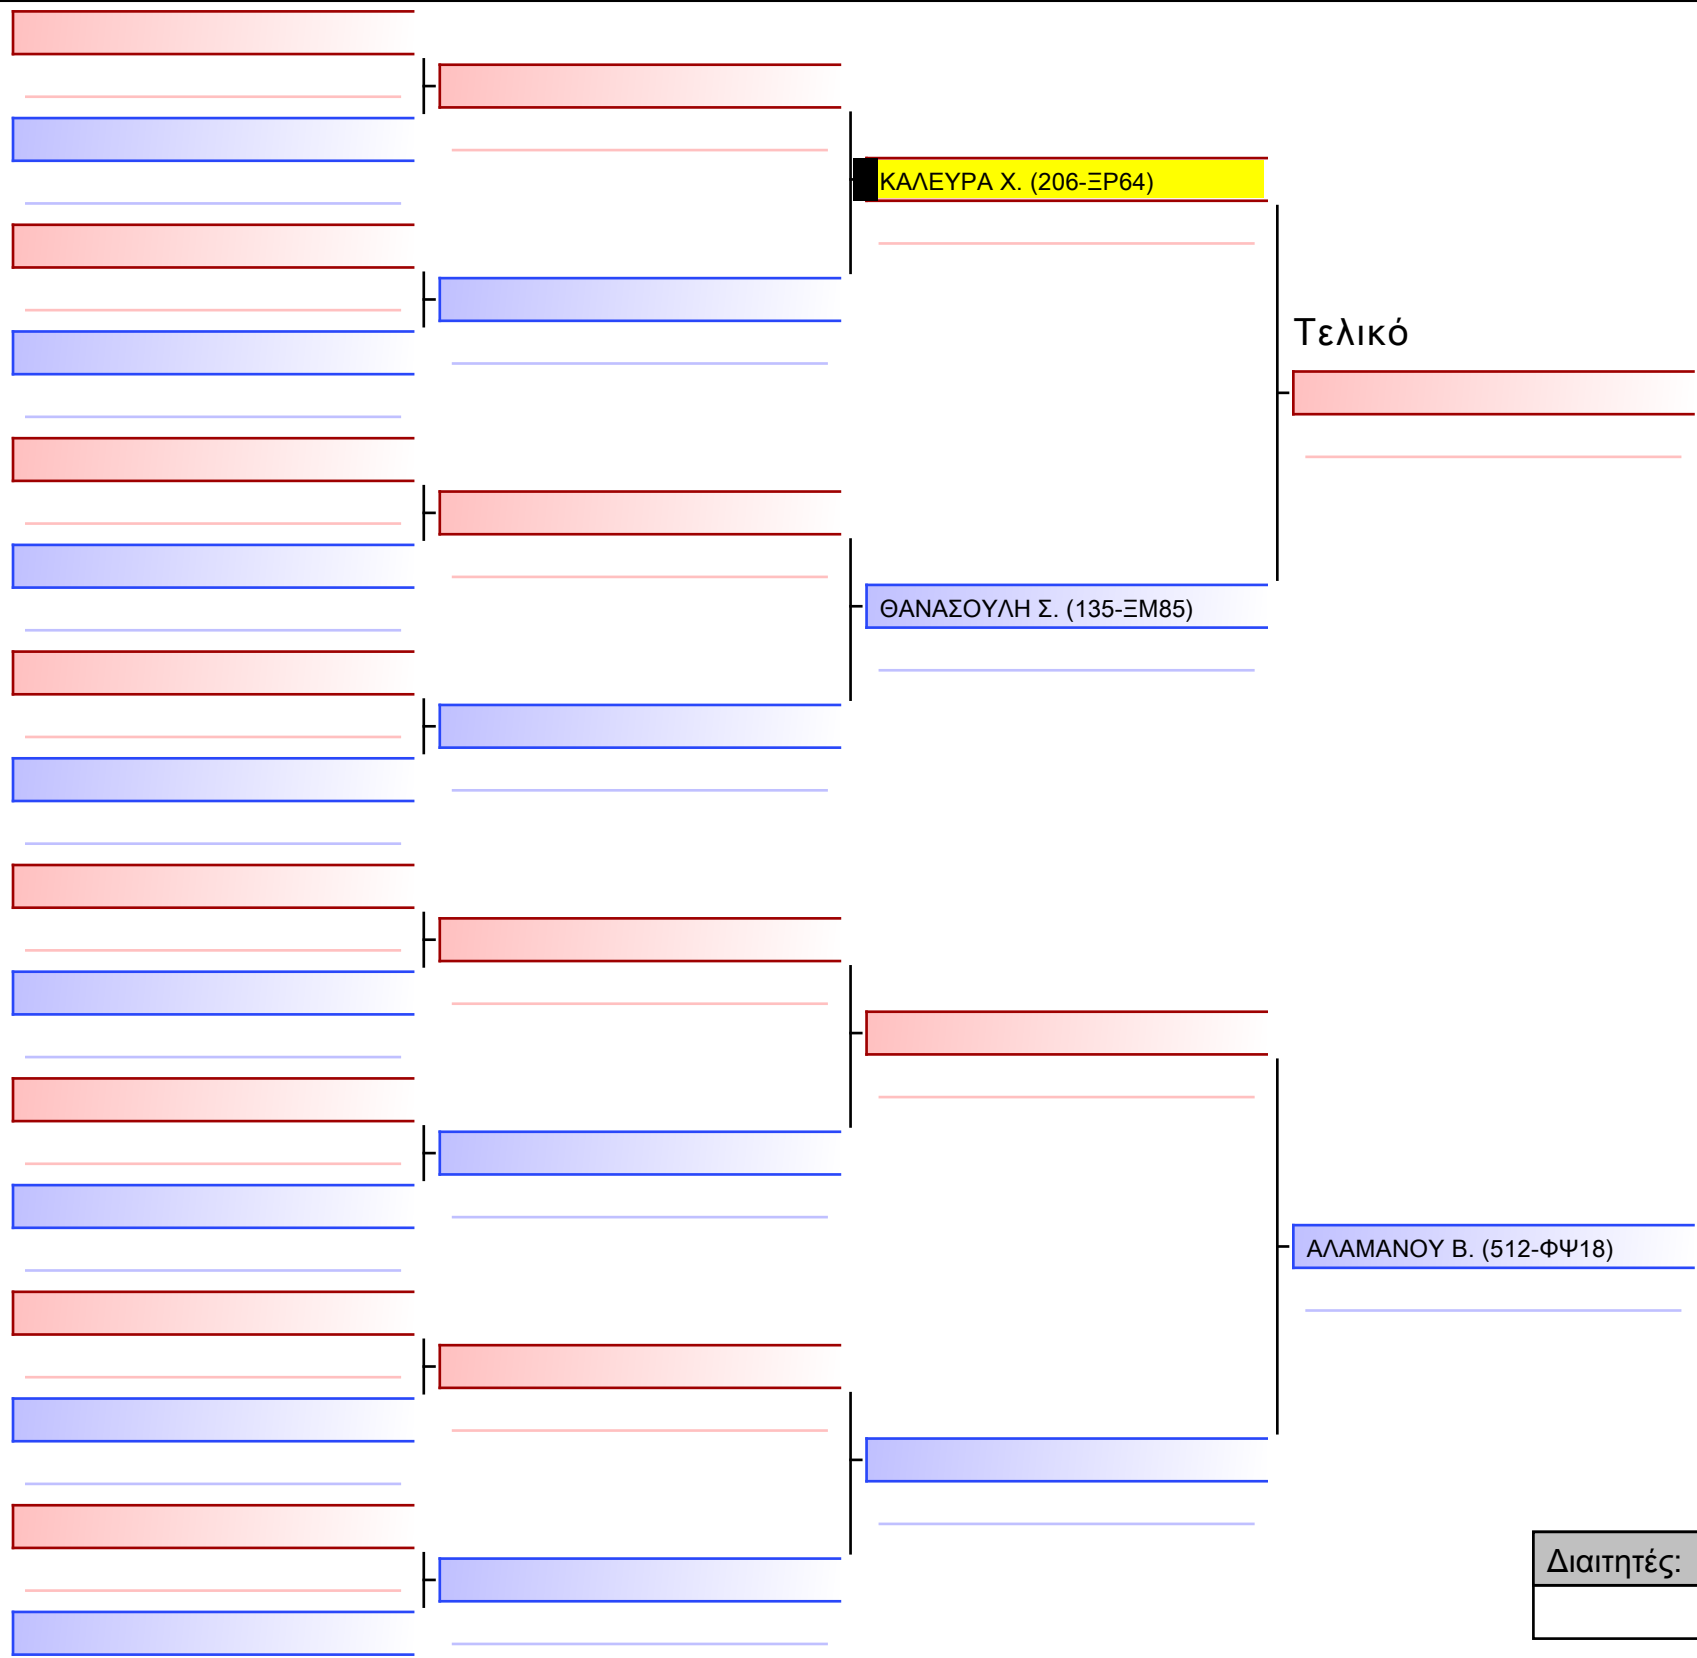 ΚΑΛΕΥΡΑ Χ. (206-ΞΡ64)
Τελικό
ΘΑΝΑΣΟΥΛΗ Σ. (135-ΞΜ85)
ΑΛΑΜΑΝΟΥ Β. (512-ΦΨ18)
Διαιτητές: